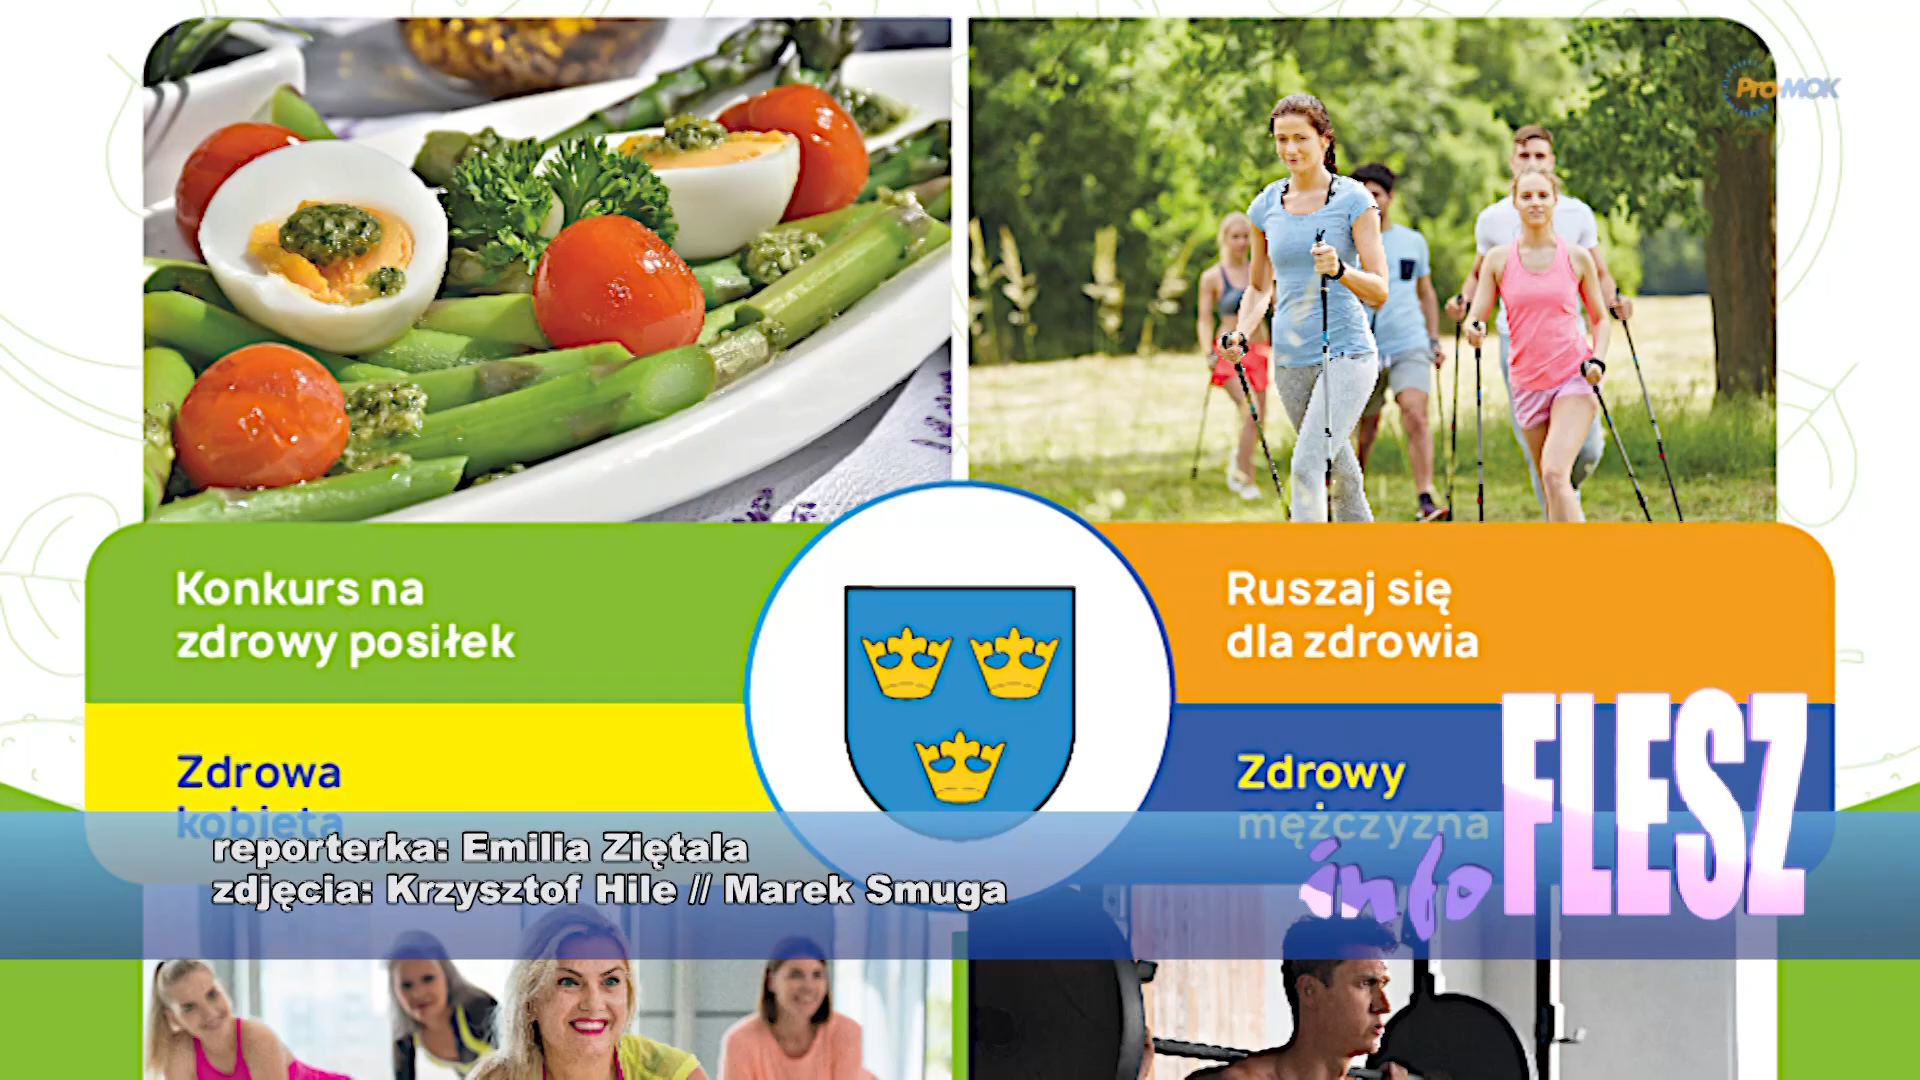 ProMOK
Konkurs na
zdrowy posiłek
Ruszaj się
dla zdrowia
Zdrowa
kobieta
Zdrowy
mężczyzna
reporterka: Emilia Ziętala
zdjęcia: Krzysztof Hile // Marek Smuga
info FLESZ